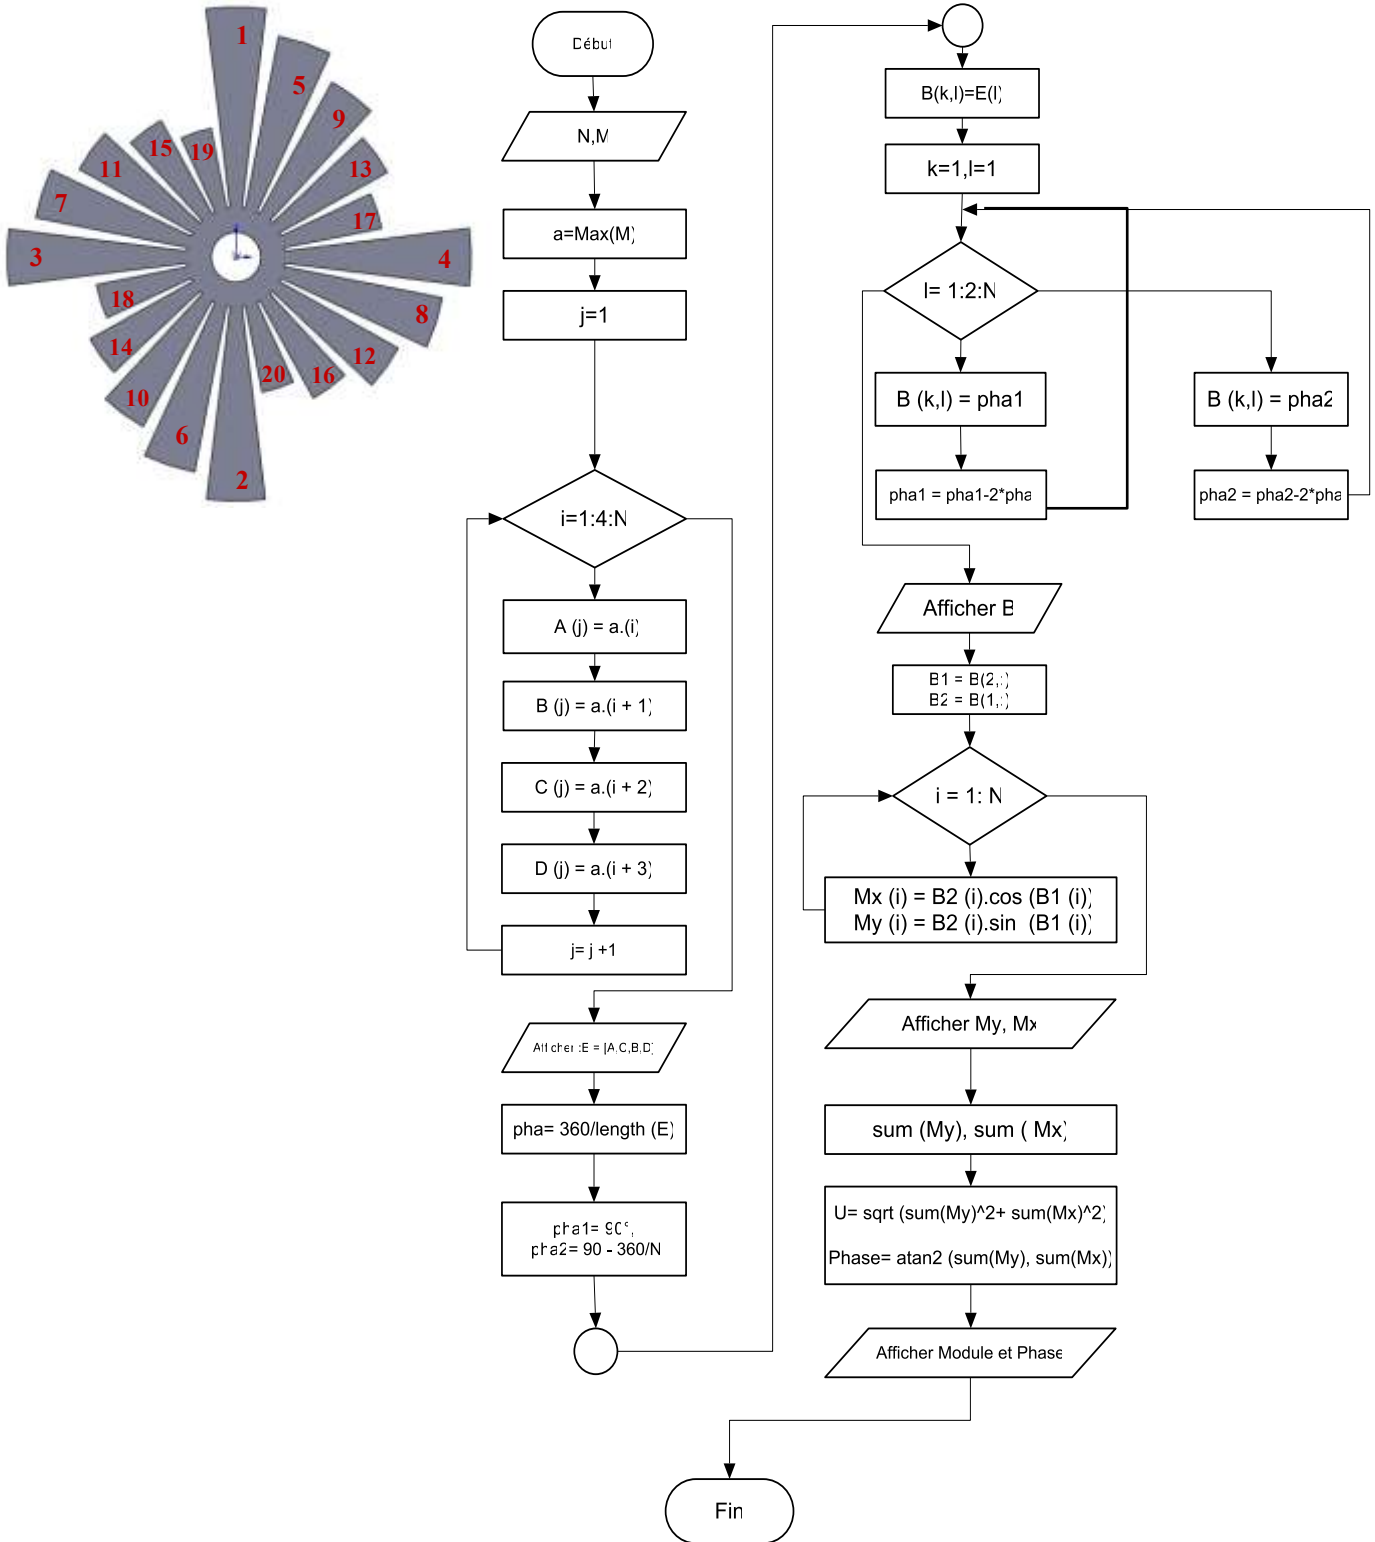 1
5
9
13
17
4
8
12
16
20
2
6
10
14
18
3
7
11
15
19
Début
N,M
a=Max(M)
j=1
i=1:4:N
A (j) = a.(i)
B (j) = a.(i + 1)
C (j) = a.(i + 2)
D (j) = a.(i + 3)
j= j +1
Afficher :E = [A,C,B,D]
pha= 360/length (E)
pha1= 90°,
pha2= 90 - 360/N
B(k,l)=E(l)
k=1,l=1
l= 1:2:N
B (k,l) = pha1
pha1 = pha1-2*pha
B (k,l) = pha2
pha2 = pha2-2*pha
Afficher B
B1 = B(2,:)
B2 = B(1,:)
i = 1: N
Mx (i) = B2 (i).cos (B1 (i))
My (i) = B2 (i).sin (B1 (i))
Afficher My, Mx
sum (My), sum ( Mx)
U= sqrt (sum(My)^2+ sum(Mx)^2)
Phase= atan2 (sum(My), sum(Mx))
Afficher Module et Phase
Fin